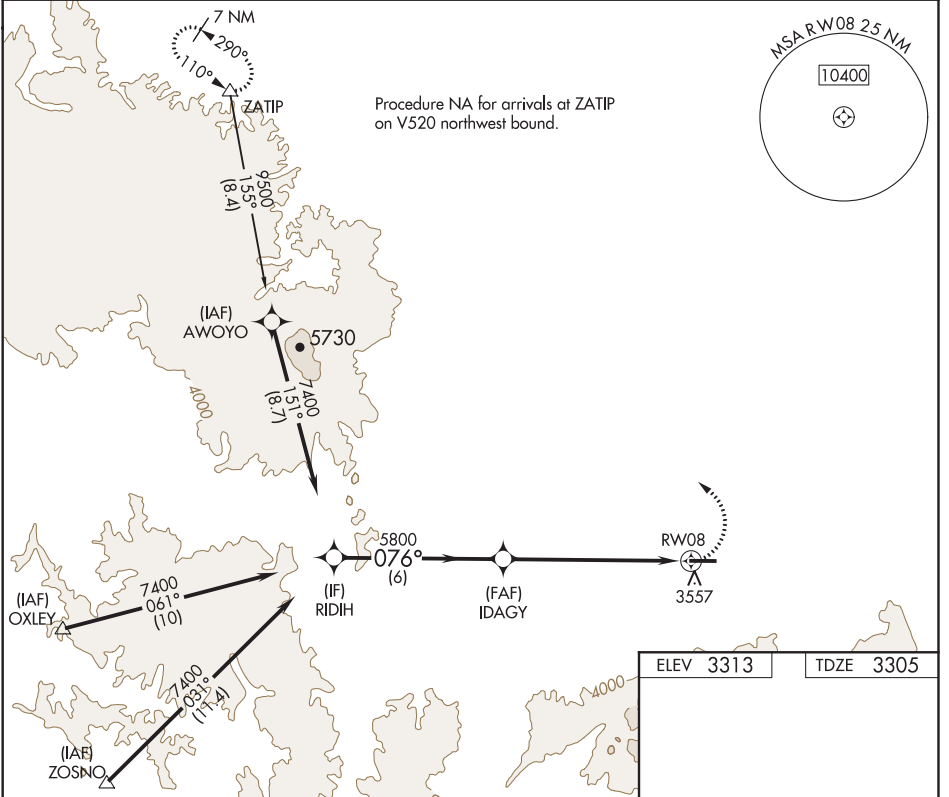 7 NM
290°
110°
ZATIP
Procedure NA for arrivals at ZATIP
on V520 northwest bound.
MSA RW08 25 NM
10400
9500
155°
(8.4)
(IAF)
AWOYO
5730
7400
151°
(8.7)
4000
5800
076°
(6)
RW08
3557
(IF)
RIDIH
(FAF)
IDAGY
(IAF)
OXLEY
7400
061°
(10)
7400
031°
(11.4)
(IAF)
ZOSNO
4000
ELEV 3313
TDZE 3305